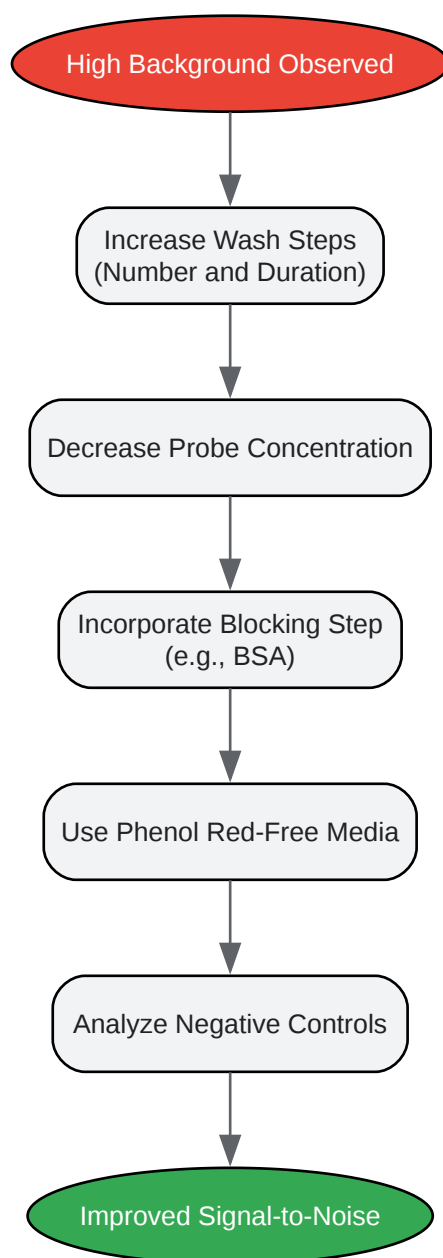 High Background Observed
Increase Wash Steps
(Number and Duration)
Decrease Probe Concentration
Incorporate Blocking Step
(e.g., BSA)
Use Phenol Red-Free Media
Analyze Negative Controls
Improved Signal-to-Noise